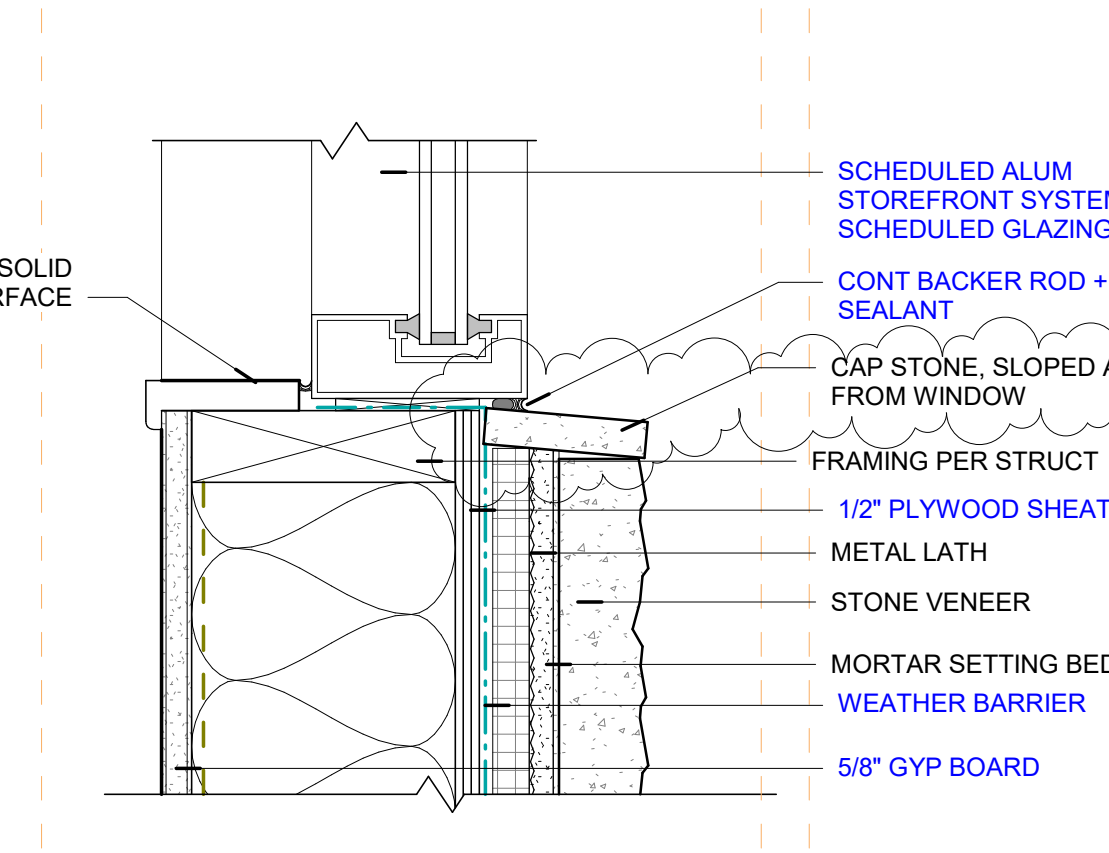 SCHEDULED ALUM
STOREFRONT SYSTEM
SCHEDULED GLAZING
SOLID
RFACE
CONT BACKER ROD +
SEALANT
CAP STONE, SLOPED A
FROM WINDOW
FRAMING PER STRUCT
1/2" PLYWOOD SHEAT
METAL LATH
STONE VENEER
MORTAR SETTING BED
WEATHER BARRIER
5/8" GYP BOARD